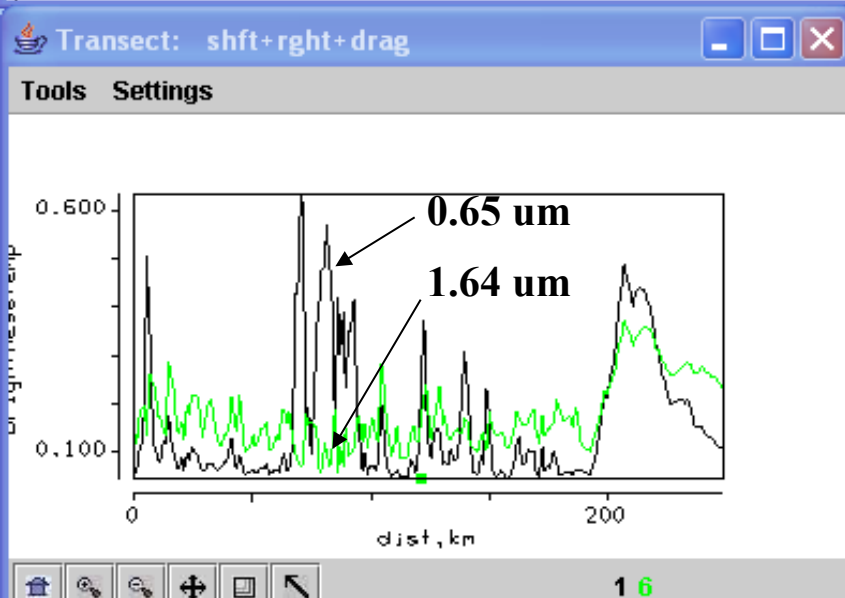 Transect: shft+rght+drag
Tools Settings
0.600
0.65 um
1.64 um
0.100
0 200
dist,km
1 6